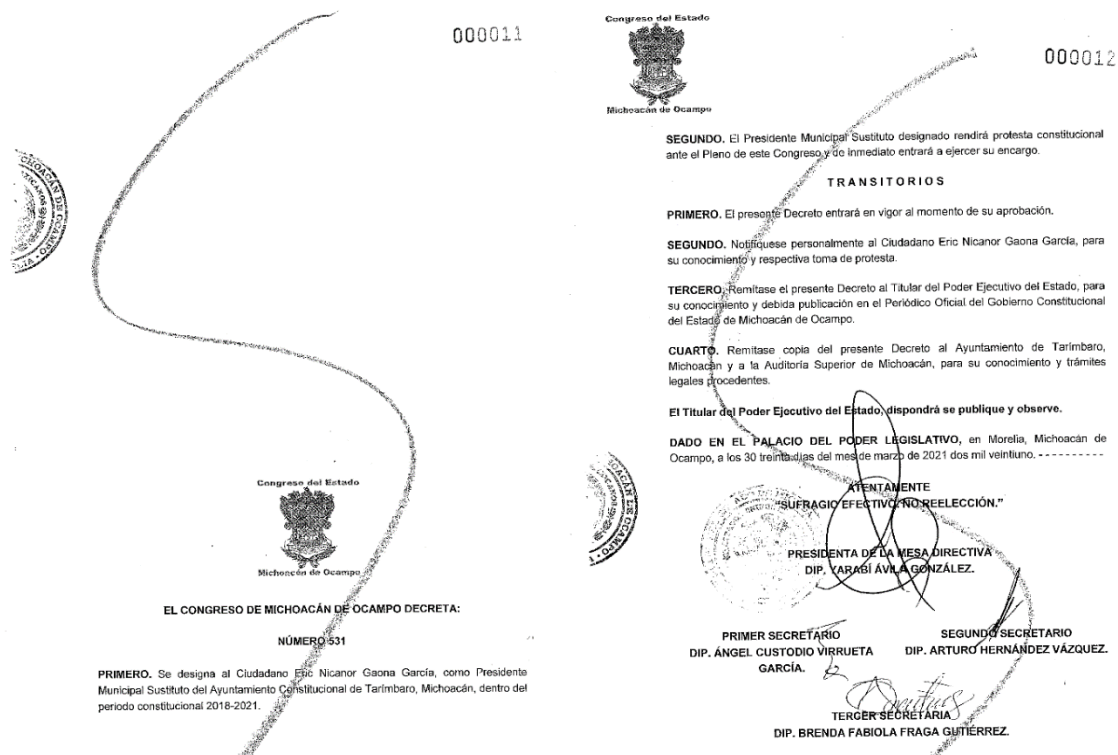 000011
CHOACÁN DE OCAMPO
Congreso del Estado
Michoacán de Ocampo
EL CONGRESO DE MICHOACÁN DE OCAMPO DECRETA:
NÚMERO 531
PRIMERO. Se designa al Ciudadano Eric Nicanor Gaona García, como Presidente
Municipal Sustituto del Ayuntamiento Constitucional de Tarímbaro, Michoacán, dentro del
periodo constitucional 2018-2021.
Congreso del Estado
Michoacán de Ocampo
000012
SEGUNDO. El Presidente Municipal Sustituto designado rendirá protesta constitucional
ante el Pleno de este Congreso y de inmediato entrará a ejercer su encargo.
TRANSITORIOS
PRIMERO. El presente Decreto entrará en vigor al momento de su aprobación.
SEGUNDO. Notifíquese personalmente al Ciudadano Eric Nicanor Gaona García, para
su conocimiento y respectiva toma de protesta.
TERCERO. Remítase el presente Decreto al Titular del Poder Ejecutivo del Estado, para
su conocimiento y debida publicación en el Periódico Oficial del Gobierno Constitucional
del Estado de Michoacán de Ocampo.
CUARTO. Remítase copia del presente Decreto al Ayuntamiento de Tarímbaro,
Michoacán y a la Auditoría Superior de Michoacán, para su conocimiento y trámites
legales procedentes.
El Titular del Poder Ejecutivo del Estado, dispondrá se publique y observe.
DADO EN EL PALACIO DEL PODER LEGISLATIVO, en Morelia, Michoacán de
Ocampo, a los 30 treinta días del mes de marzo de 2021 dos mil veintiuno. - - - - - - - - - -
ATENTAMENTE
"SUFRAGIO EFECTIVO. NO REELECCIÓN."
PRESIDENTA DE LA MESA DIRECTIVA
DIP. YARABÍ ÁVILA GONZÁLEZ.
PRIMER SECRETARIO
DIP. ÁNGEL CUSTODIO VIRRUETA
GARCÍA.
SEGUNDO SECRETARIO
DIP. ARTURO HERNÁNDEZ VÁZQUEZ.
TERCER SECRETARIA
DIP. BRENDA FABIOLA FRAGA GUTIÉRREZ.